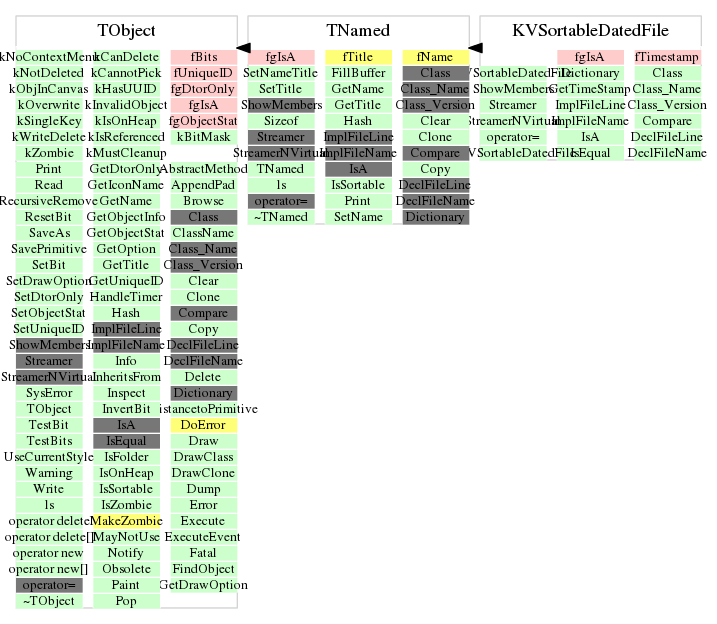 TObject TNamed KVSortableDatedFile
kNoContextMenu kCanDelete fBits fgIsA fTitle fName fgIsA fTimestamp
kNotDeleted kCannotPick fUniqueID SetNameTitle FillBuffer Class KVSortableDatedFile Dictionary Class
kObjInCanvas kHasUUID fgDtorOnly SetTitle GetName Class_Name ShowMembers GetTimeStamp Class_Name
kOverwrite kInvalidObject fgIsA ShowMembers GetTitle Class_Version Streamer ImplFileLine Class_Version
kSingleKey kIsOnHeap fgObjectStat Sizeof Hash Clear StreamerNVirtual ImplFileName Compare
kWriteDelete kIsReferenced kBitMask Streamer ImplFileLine Clone operator= IsA DeclFileLine
kZombie kMustCleanup StreamerNVirtual ImplFileName Compare ~KVSortableDatedFile IsEqual DeclFileName
Print GetDtorOnly AbstractMethod TNamed IsA Copy
Read GetIconName AppendPad ls IsSortable DeclFileLine
RecursiveRemove GetName Browse operator= Print DeclFileName
ResetBit GetObjectInfo Class ~TNamed SetName Dictionary
SaveAs GetObjectStat ClassName
SavePrimitive GetOption Class_Name
SetBit GetTitle Class_Version
SetDrawOption GetUniqueID Clear
SetDtorOnly HandleTimer Clone
SetObjectStat Hash Compare
SetUniqueID ImplFileLine Copy
ShowMembers ImplFileName DeclFileLine
Streamer Info DeclFileName
StreamerNVirtual InheritsFrom Delete
SysError Inspect Dictionary
TObject InvertBit DistancetoPrimitive
TestBit IsA DoError
TestBits IsEqual Draw
UseCurrentStyle IsFolder DrawClass
Warning IsOnHeap DrawClone
Write IsSortable Dump
ls IsZombie Error
operator delete MakeZombie Execute
operator delete[] MayNotUse ExecuteEvent
operator new Notify Fatal
operator new[] Obsolete FindObject
operator= Paint GetDrawOption
~TObject Pop